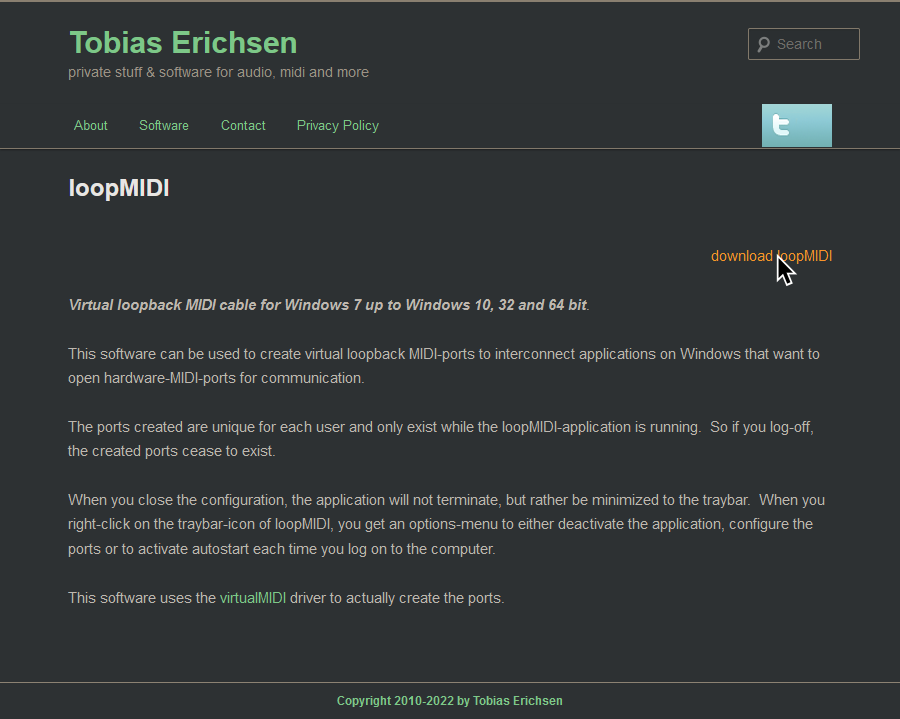 Tobias Erichsen
private stuff & software for audio, midi and more
Search
About Software Contact Privacy Policy
loopMIDI
download loopMIDI
Virtual loopback MIDI cable for Windows 7 up to Windows 10, 32 and 64 bit.
This software can be used to create virtual loopback MIDI-ports to interconnect applications on Windows that want to
open hardware-MIDI-ports for communication.
The ports created are unique for each user and only exist while the loopMIDI-application is running.  So if you log-off,
the created ports cease to exist.
When you close the configuration, the application will not terminate, but rather be minimized to the traybar.  When you
right-click on the traybar-icon of loopMIDI, you get an options-menu to either deactivate the application, configure the
ports or to activate autostart each time you log on to the computer.
This software uses the virtualMIDI driver to actually create the ports.
Copyright 2010-2022 by Tobias Erichsen